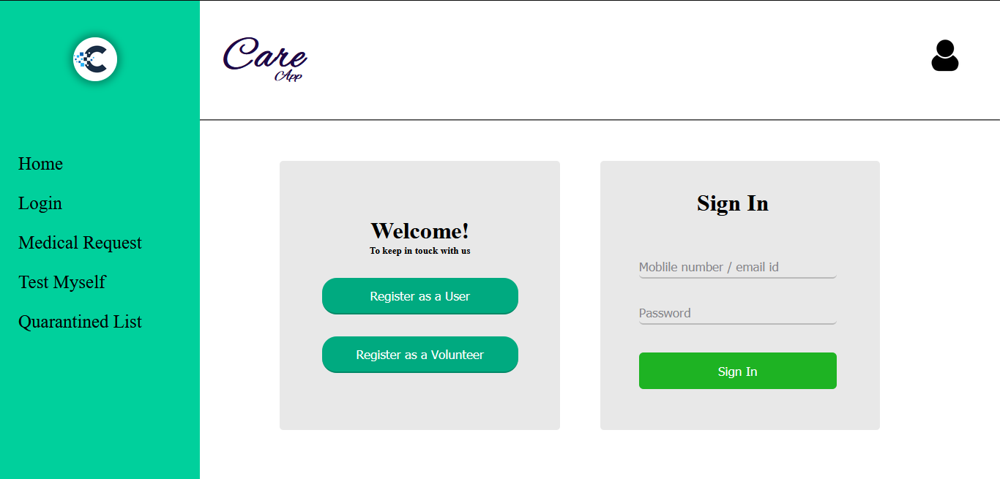 C
Care
App
Home
Login
Medical Request
Test Myself
Quarantined List
Welcome!
To keep in touck with us
Register as a User
Register as a Volunteer
Sign In
Moblile number / email id
Password
Sign In